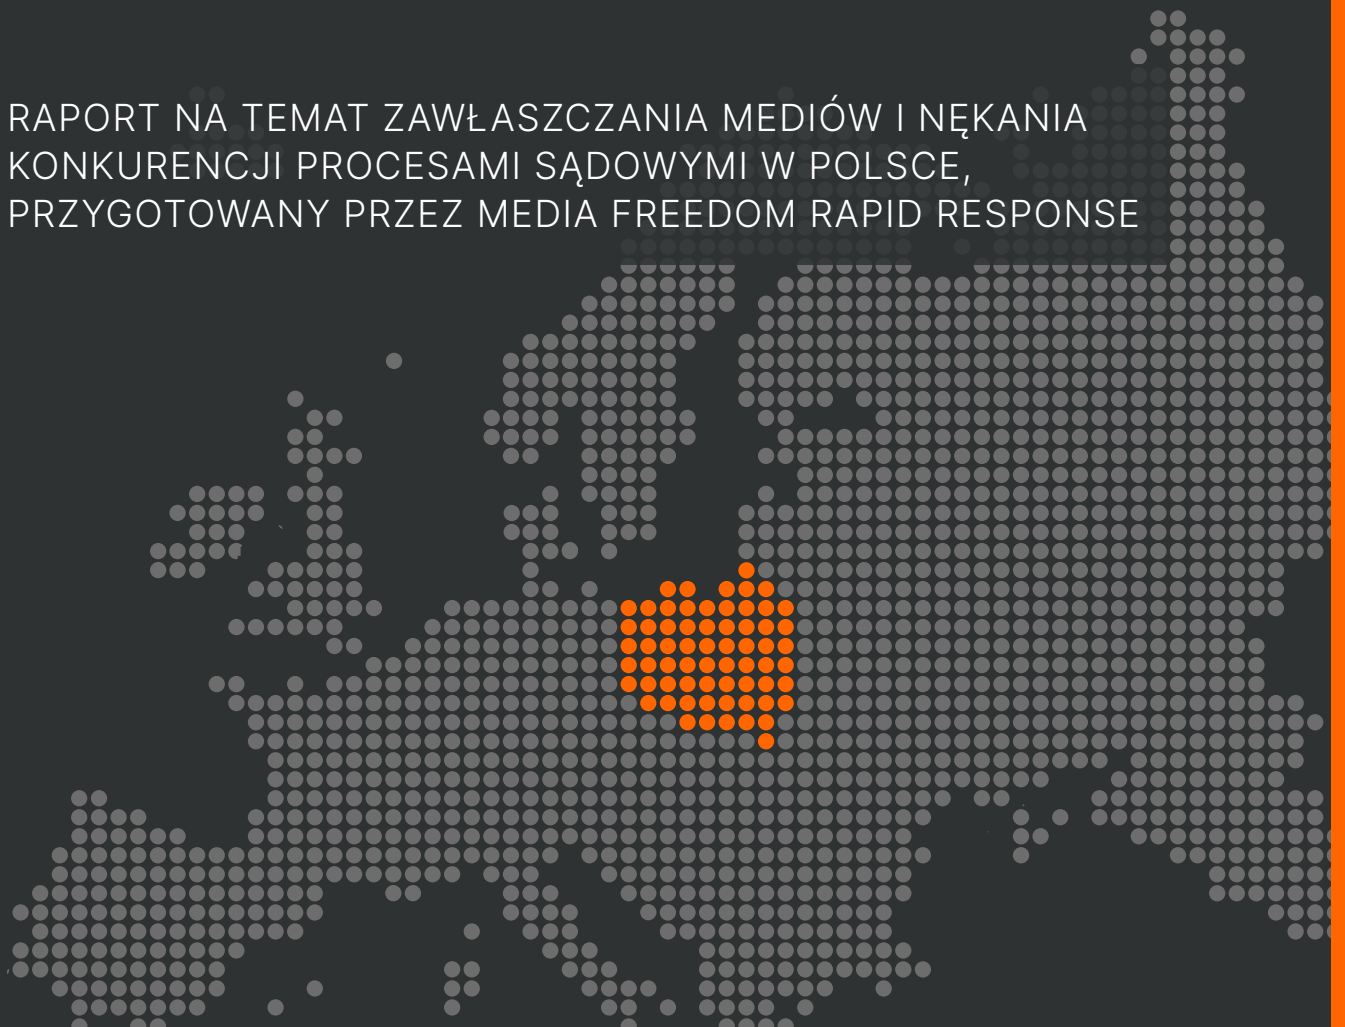 RAPORT NA TEMAT ZAWŁASZCZANIA MEDIÓW I NĘKANIA
KONKURENCJI PROCESAMI SĄDOWYMI W POLSCE,
PRZYGOTOWANY PRZEZ MEDIA FREEDOM RAPID RESPONSE